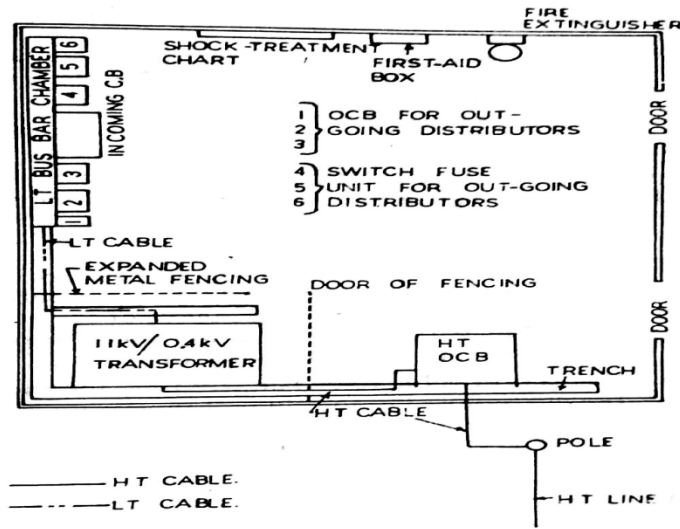 FIRE
EXTINGUISHER
SHOCK-TREATMENT
CHART
FIRST-AID
BOX
6
5
4
3
2
1
LT BUS BAR CHAMBER
INCOMING C.B
1 OCB FOR OUT-
2 GOING DISTRIBUTORS
3
4 SWITCH FUSE
5 UNIT FOR OUT-GOING
6 DISTRIBUTORS
DOOR
DOOR
LT CABLE
EXPANDED
METAL FENCING
DOOR OF FENCING
11kV/0.4kV
TRANSFORMER
HT
OCB
TRENCH
HT CABLE
POLE
HT LINE
HT CABLE.
LT CABLE.